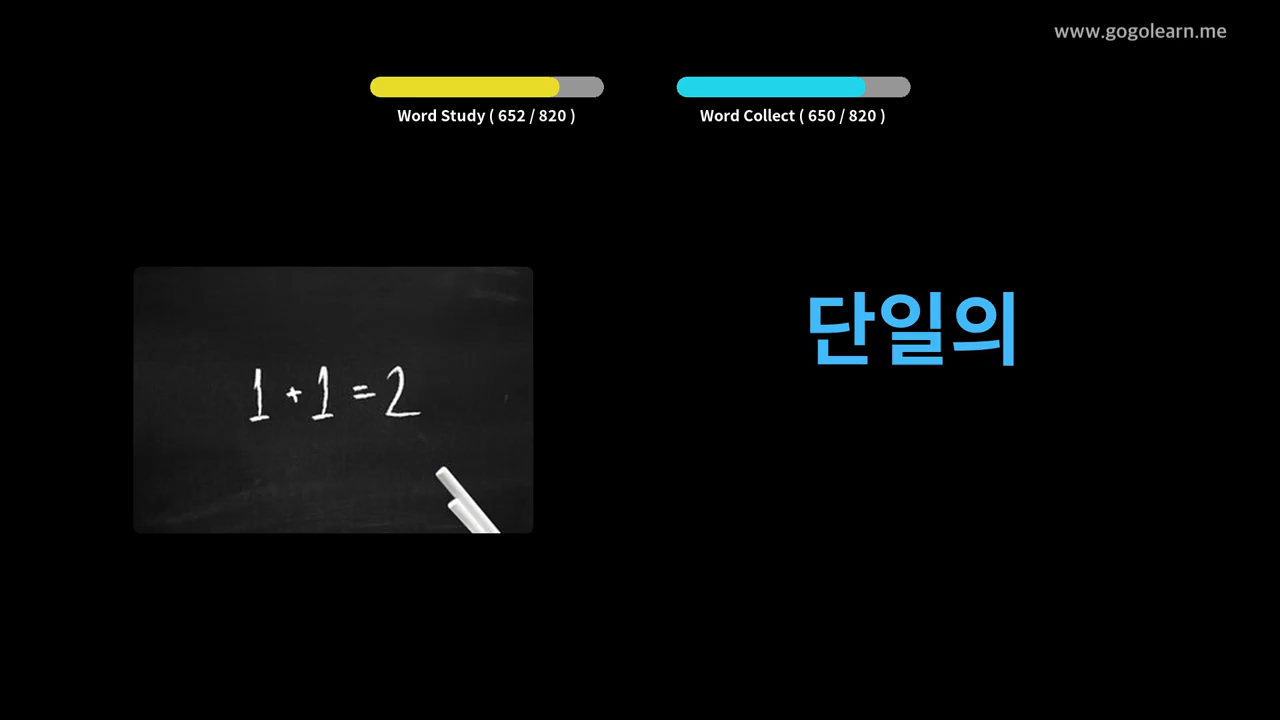 www.gogolearn.me
Word Study ( 652 / 820 )
Word Collect ( 650 / 820 )
1 + 1 = 2
단일의